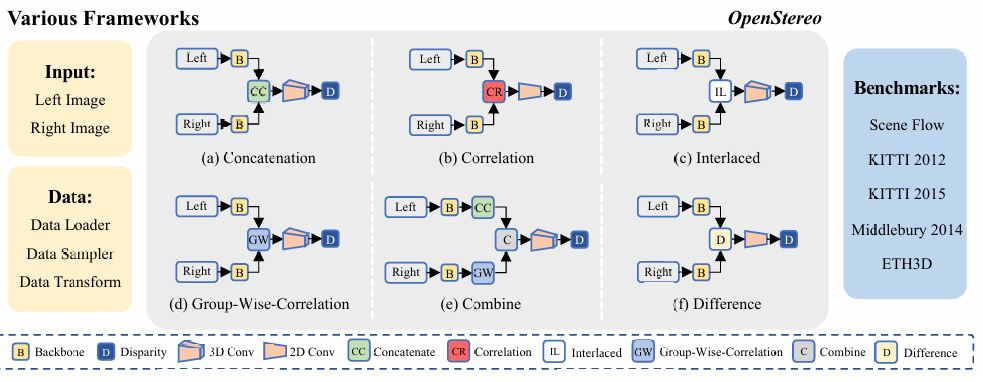 Various Frameworks
OpenStereo
Input:
Left Image
Right Image
Data:
Data Loader
Data Sampler
Data Transform
Left B
CC D
Right B
(a) Concatenation
Left B
CR D
Right B
(b) Correlation
Left B
IL D
Right B
(c) Interlaced
Left B
GW D
Right B
(d) Group-Wise-Correlation
Left B CC
C D
Right B GW
(e) Combine
Left B
D D
Right B
(f) Difference
Benchmarks:
Scene Flow
KITTI 2012
KITTI 2015
Middlebury 2014
ETH3D
B Backbone D Disparity 3D Conv 2D Conv CC Concatenate CR Correlation IL Interlaced GW Group-Wise-Correlation C Combine D Difference